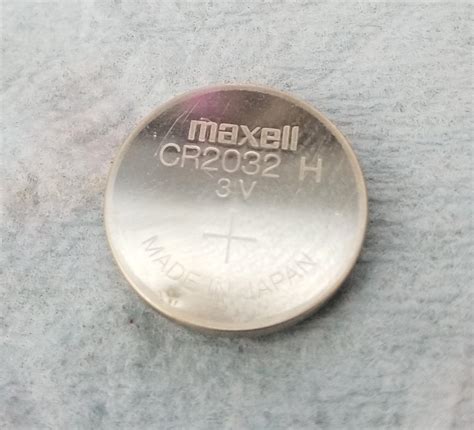 maxell
CR2032 H
3V
+
MADE IN JAPAN